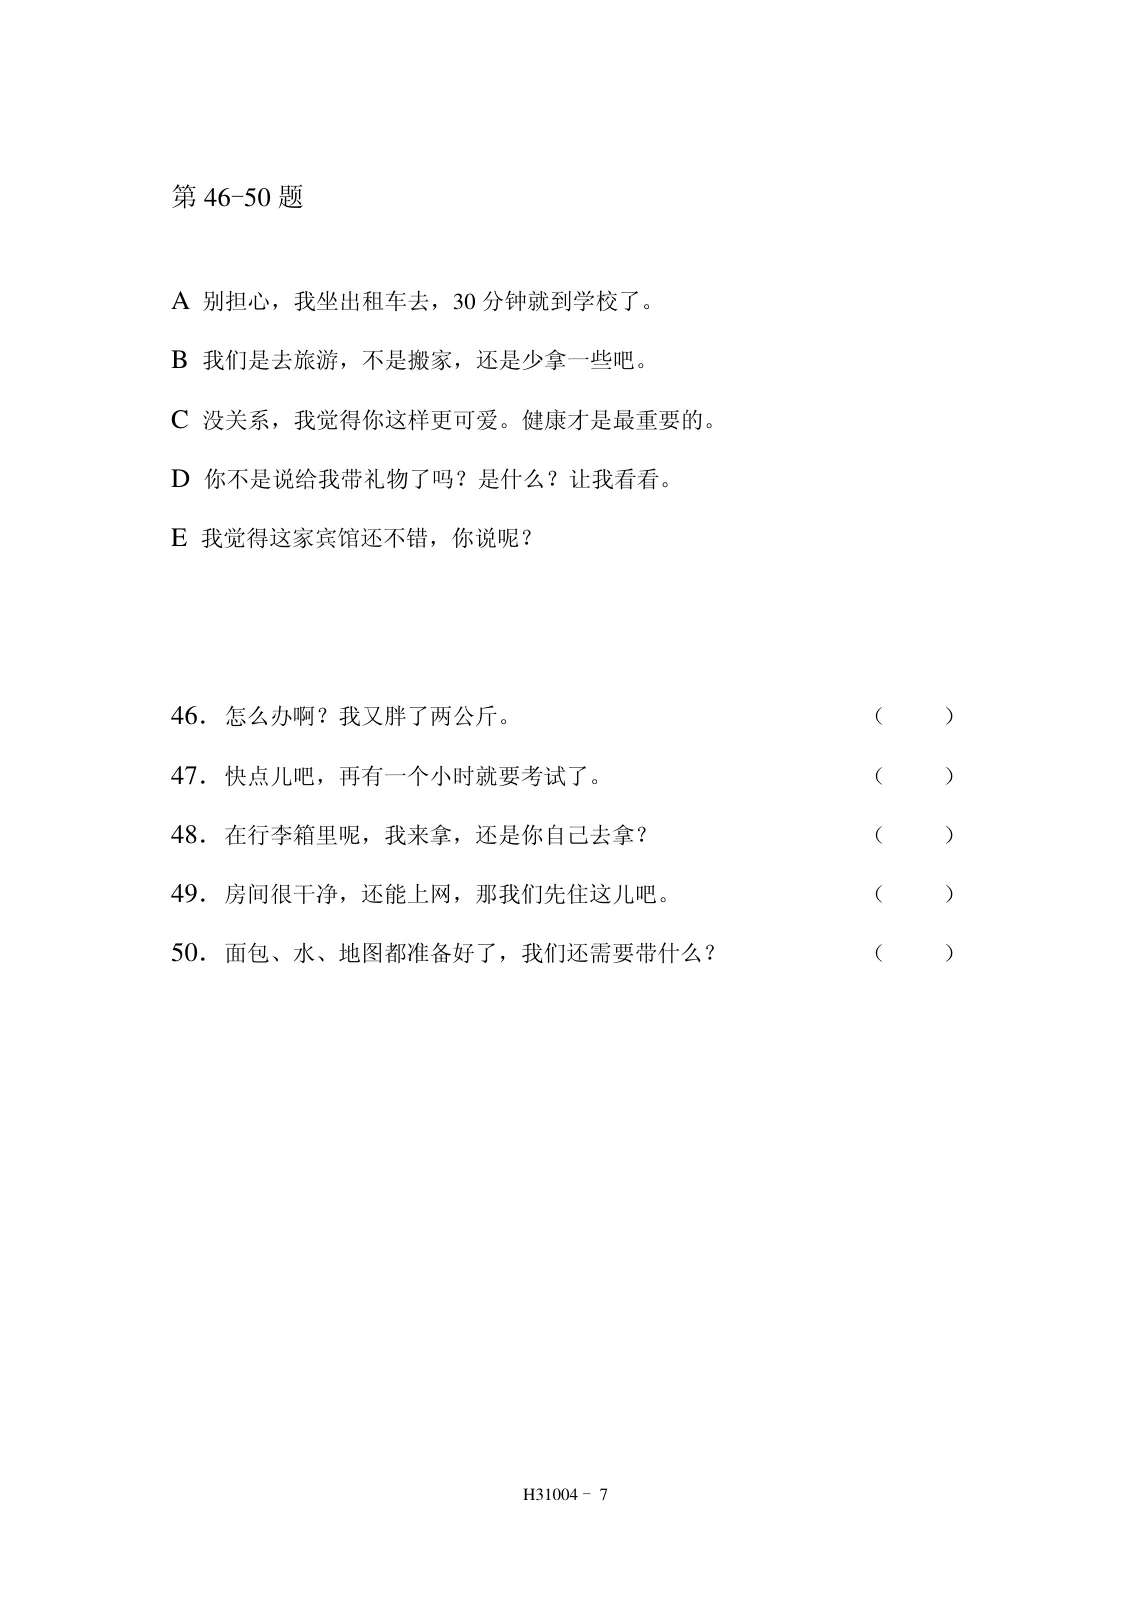 第 46-50 题
A 别担心，我坐出租车去，30 分钟就到学校了。
B 我们是去旅游，不是搬家，还是少拿一些吧。
C 没关系，我觉得你这样更可爱。健康才是最重要的。
D 你不是说给我带礼物了吗？是什么？让我看看。
E 我觉得这家宾馆还不错，你说呢？
46．怎么办啊？我又胖了两公斤。 （ ）
47．快点儿吧，再有一个小时就要考试了。 （ ）
48．在行李箱里呢，我来拿，还是你自己去拿？ （ ）
49．房间很干净，还能上网，那我们先住这儿吧。 （ ）
50．面包、水、地图都准备好了，我们还需要带什么？ （ ）
H31004 - 7